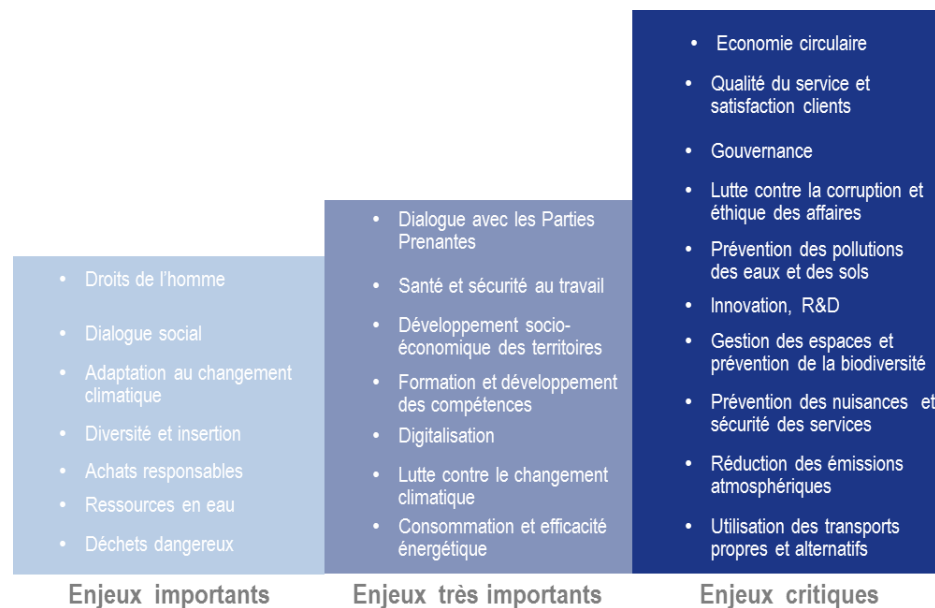 • Droits de l'homme
• Dialogue social
• Adaptation au changement
climatique
• Diversité et insertion
• Achats responsables
• Ressources en eau
• Déchets dangereux
Enjeux importants
• Dialogue avec les Parties
Prenantes
• Santé et sécurité au travail
• Développement socio-
économique des territoires
• Formation et développement
des compétences
• Digitalisation
• Lutte contre le changement
climatique
• Consommation et efficacité
énergétique
Enjeux très importants
• Economie circulaire
• Qualité du service et
satisfaction clients
• Gouvernance
• Lutte contre la corruption et
éthique des affaires
• Prévention des pollutions
des eaux et des sols
• Innovation, R&D
• Gestion des espaces et
prévention de la biodiversité
• Prévention des nuisances et
sécurité des services
• Réduction des émissions
atmosphériques
• Utilisation des transports
propres et alternatifs
Enjeux critiques